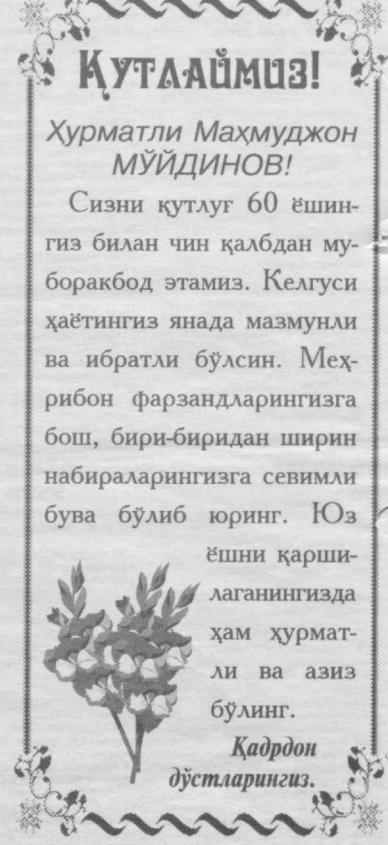 Қутлаймиз!
Ҳурматли Маҳмуджон
МЎЙДИНОВ!
Сизни қутлуғ 60 ёшин-
гиз билан чин қалбдан му-
боракбод этамиз. Келгуси
ҳаётингиз янада мазмунли
ва ибратли бўлсин. Меҳ-
рибон фарзандларингизга
бош, бири-биридан ширин
набираларингизга севимли
бува бўлиб юринг. Юз
ёшни қарши-
лаганингизда
ҳам ҳурмат-
ли ва азиз
бўлинг.
Қадрдон
дўстларингиз.